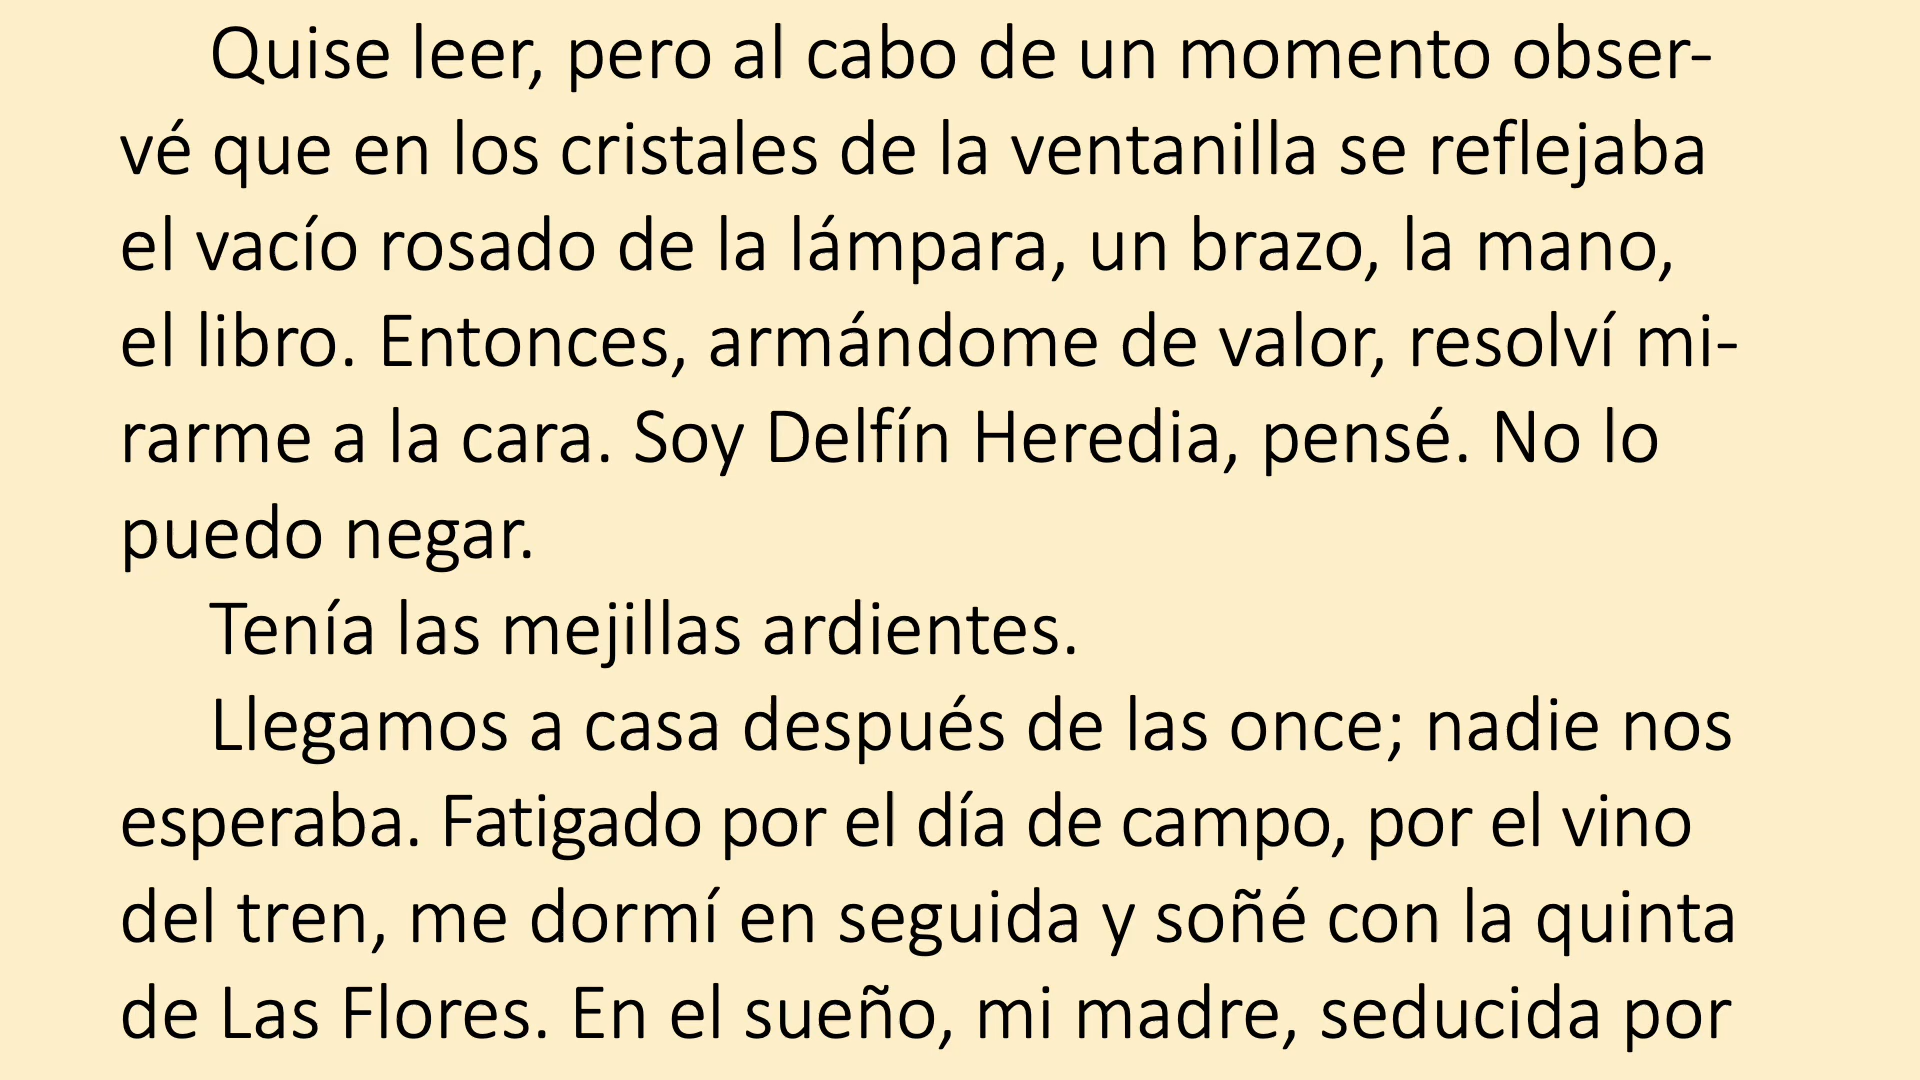 Quise leer, pero al cabo de un momento obser-
vé que en los cristales de la ventanilla se reflejaba
el vacío rosado de la lámpara, un brazo, la mano,
el libro. Entonces, armándome de valor, resolví mi-
rarme a la cara. Soy Delfín Heredia, pensé. No lo
puedo negar.
Tenía las mejillas ardientes.
Llegamos a casa después de las once; nadie nos
esperaba. Fatigado por el día de campo, por el vino
del tren, me dormí en seguida y soñé con la quinta
de Las Flores. En el sueño, mi madre, seducida por